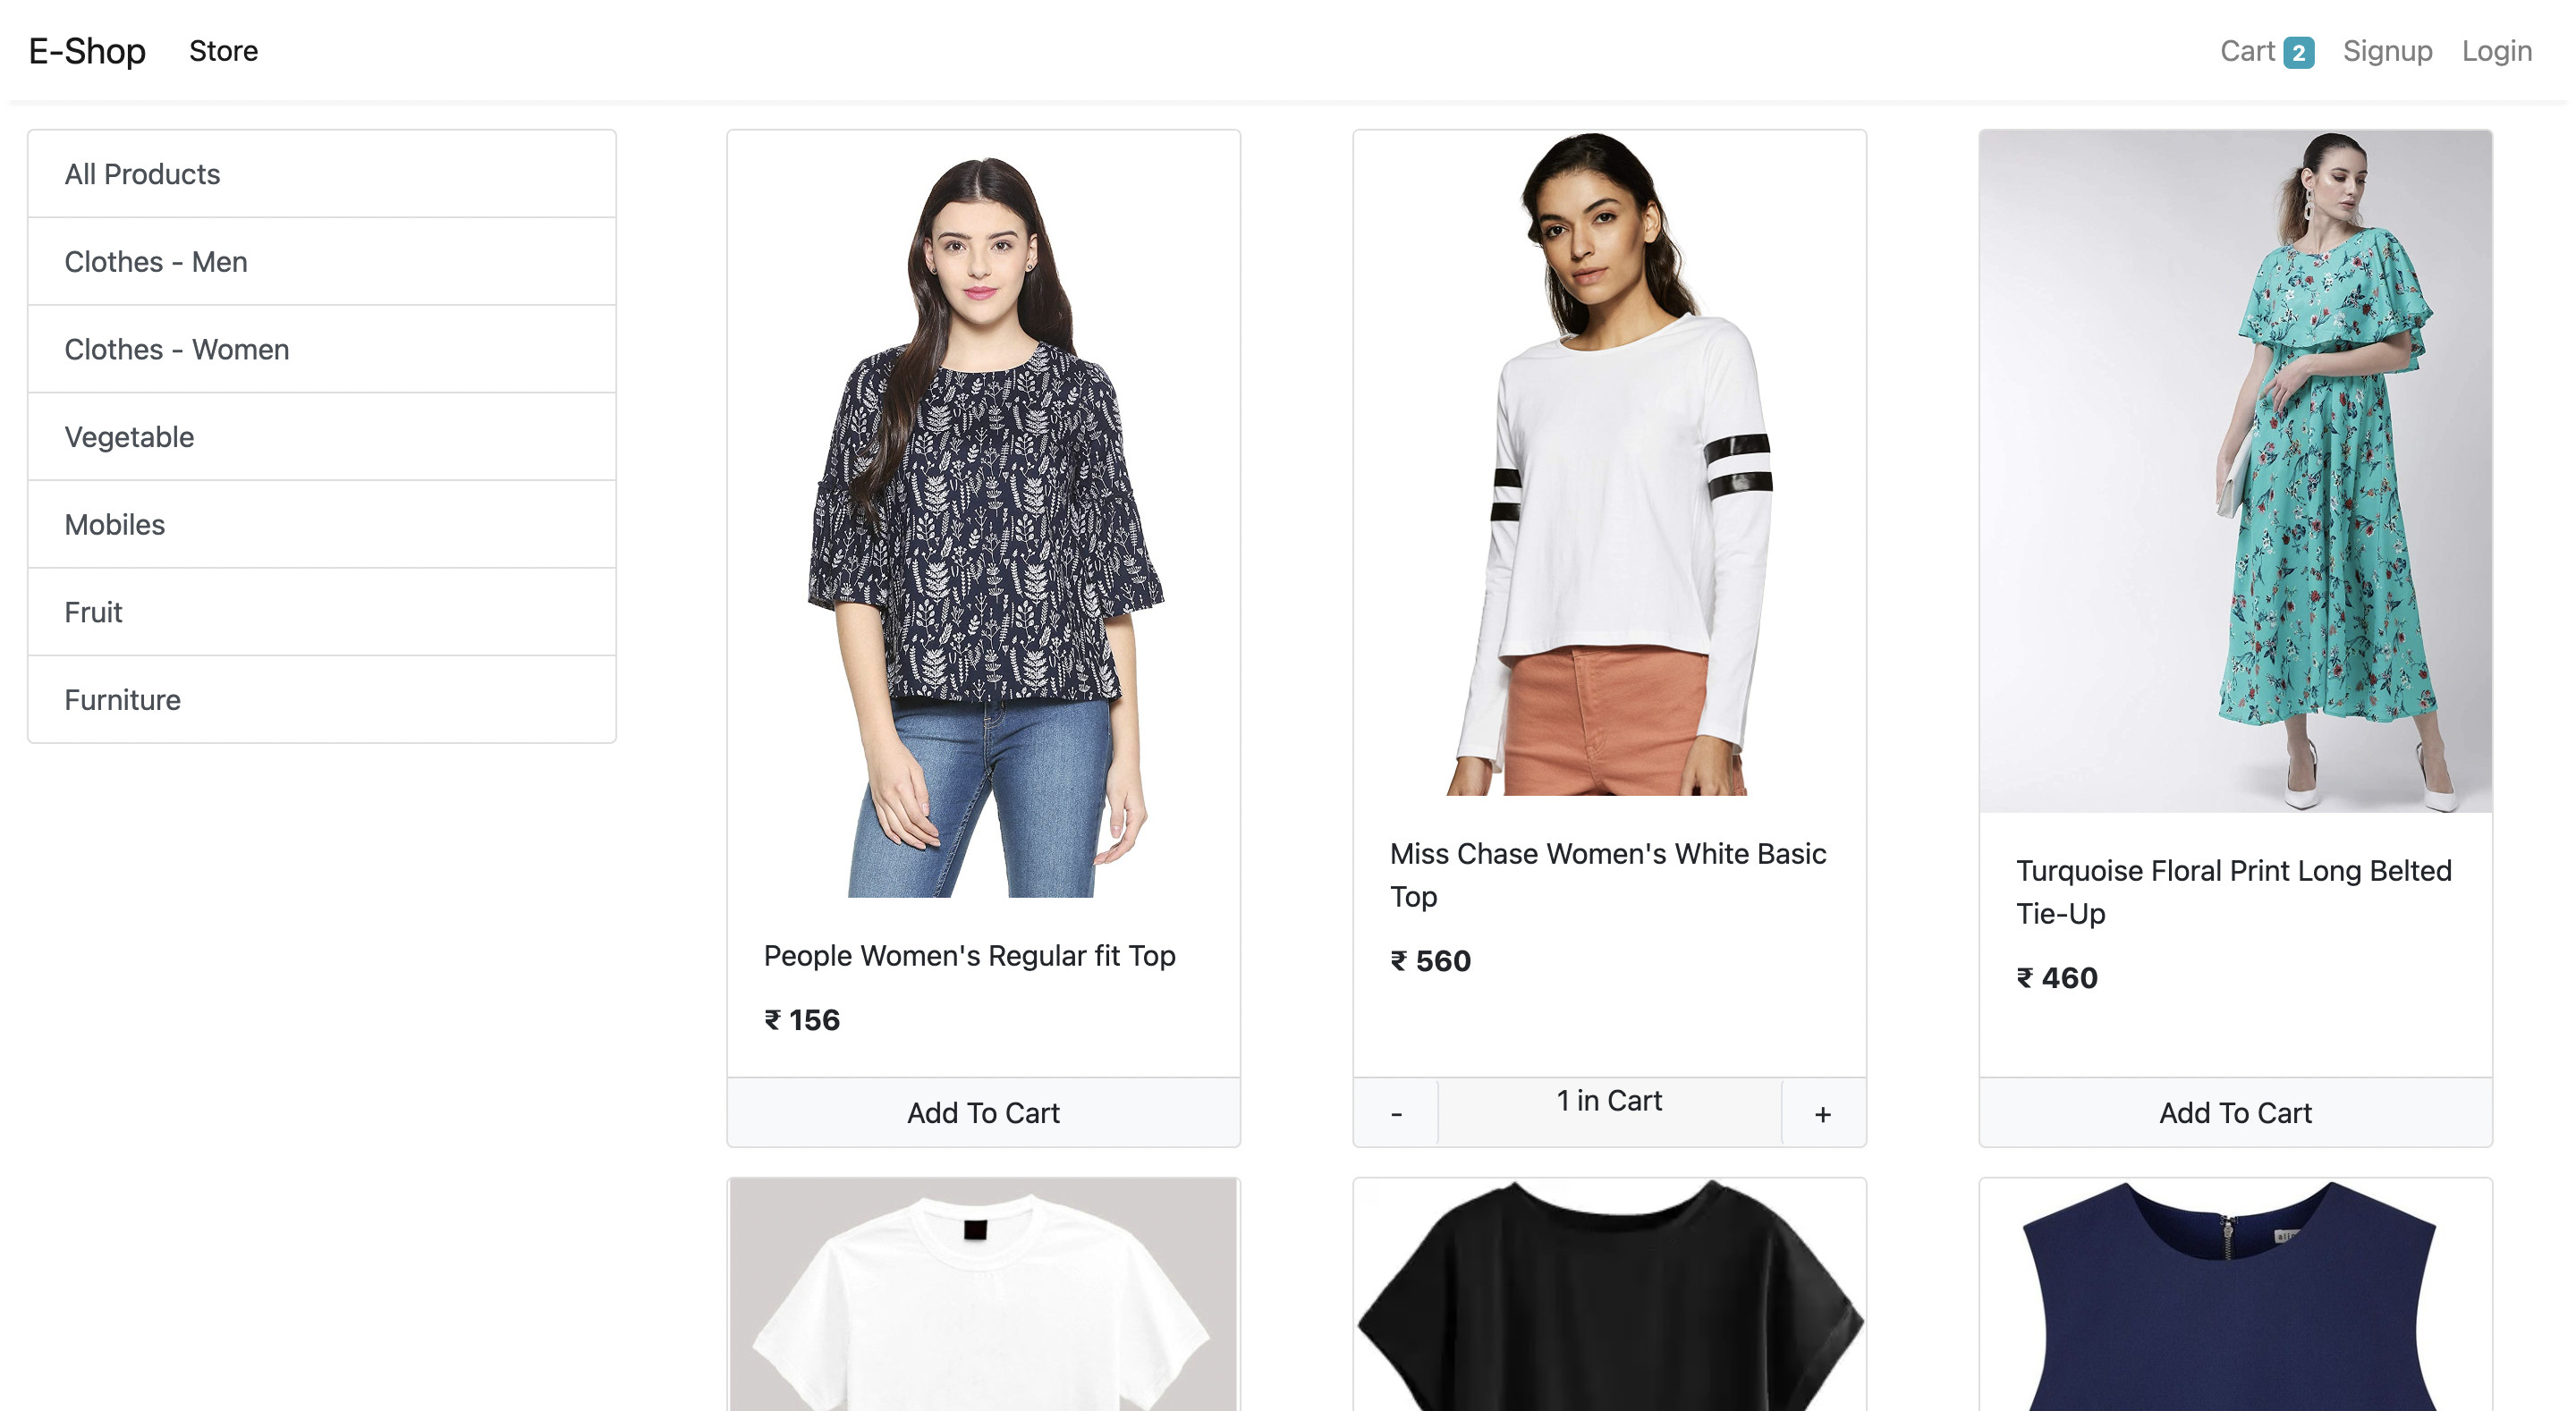 E-Shop Store Cart 2 Signup Login
All Products
Clothes - Men
Clothes - Women
Vegetable
Mobiles
Fruit
Furniture
People Women's Regular fit Top
₹ 156
Add To Cart
Miss Chase Women's White Basic
Top
₹ 560
- 1 in Cart +
Turquoise Floral Print Long Belted
Tie-Up
₹ 460
Add To Cart